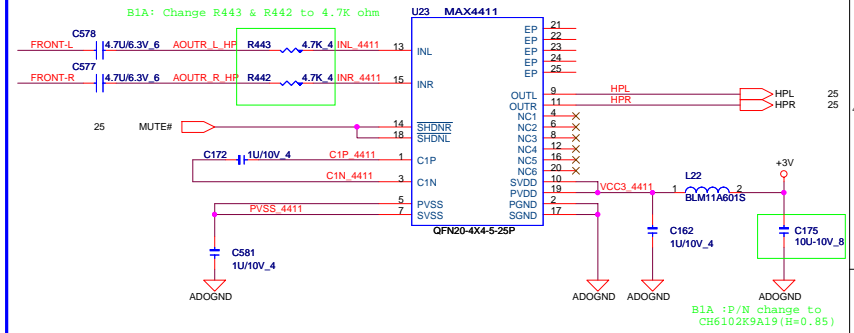 B1A: Change R443 & R442 to 4.7K ohm
U23 MAX4411
C578
FRONT-L 4.7U/6.3V_6 AOUTR_L_HP R443 4.7K_4 INL_4411 13 INL
C577
FRONT-R 4.7U/6.3V_6 AOUTR_R_HP R442 4.7K_4 INR_4411 15 INR
25 MUTE# 14 SHDNR
18 SHDNL
C172 1U/10V_4 C1P_4411 1 C1P
C1N_4411 3 C1N
5 PVSS
PVSS_4411 7 SVSS
C581
1U/10V_4
ADOGND
EP 21
EP 22
EP 23
EP 24
EP 25
OUTL 9 HPL HPL 25
OUTR 11 HPR HPR 25
NC1 4
NC2 6
NC3 8
NC4 12
NC5 16
NC6 20
SVDD 10
PVDD 19 VCC3_4411 1 L22 2 +3V
BLM11A601S
PGND 2
SGND 17
QFN20-4X4-5-25P
C162
1U/10V_4
C175
10U-10V_8
ADOGND ADOGND ADOGND
B1A :P/N change to
CH6102K9A19(H=0.85)